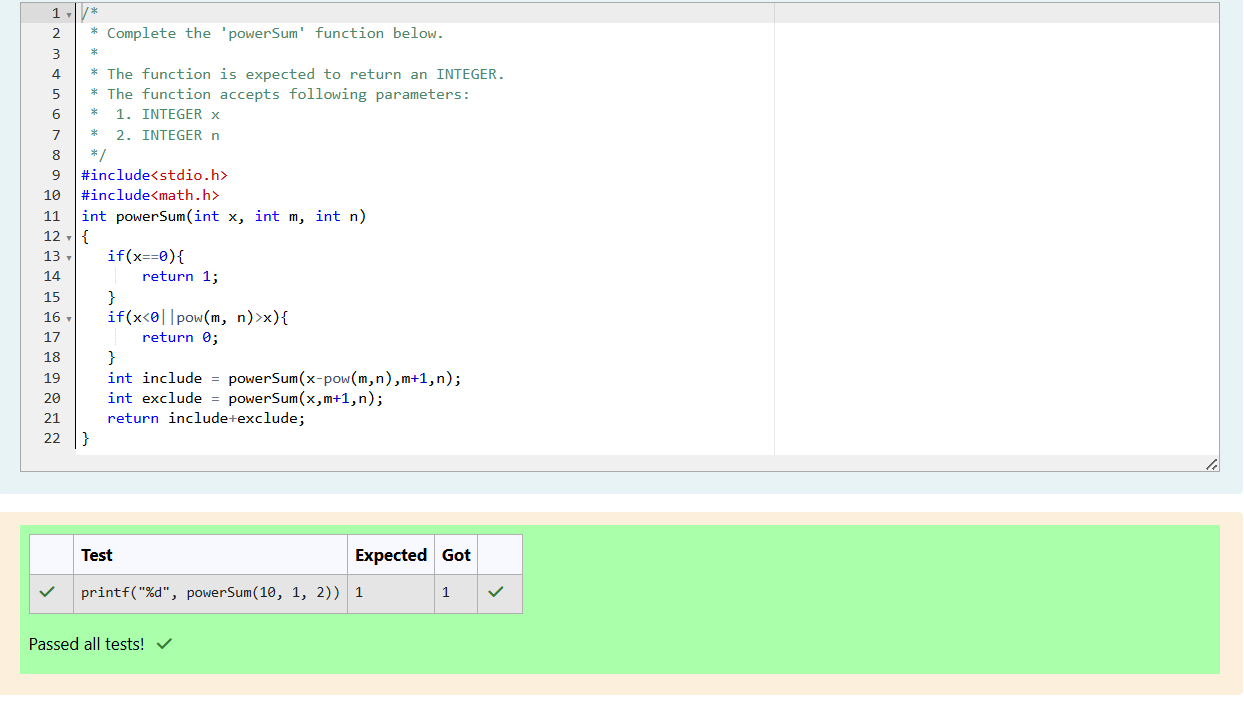 1 /*
2  * Complete the 'powerSum' function below.
3  *
4  * The function is expected to return an INTEGER.
5  * The function accepts following parameters:
6  *  1. INTEGER x
7  *  2. INTEGER n
8  */
9 #include<stdio.h>
10 #include<math.h>
11 int powerSum(int x, int m, int n)
12 {
13    if(x==0){
14        return 1;
15    }
16    if(x<0||pow(m, n)>x){
17        return 0;
18    }
19    int include = powerSum(x-pow(m,n),m+1,n);
20    int exclude = powerSum(x,m+1,n);
21    return include+exclude;
22 }
Test Expected Got
printf("%d", powerSum(10, 1, 2)) 1 1
Passed all tests!